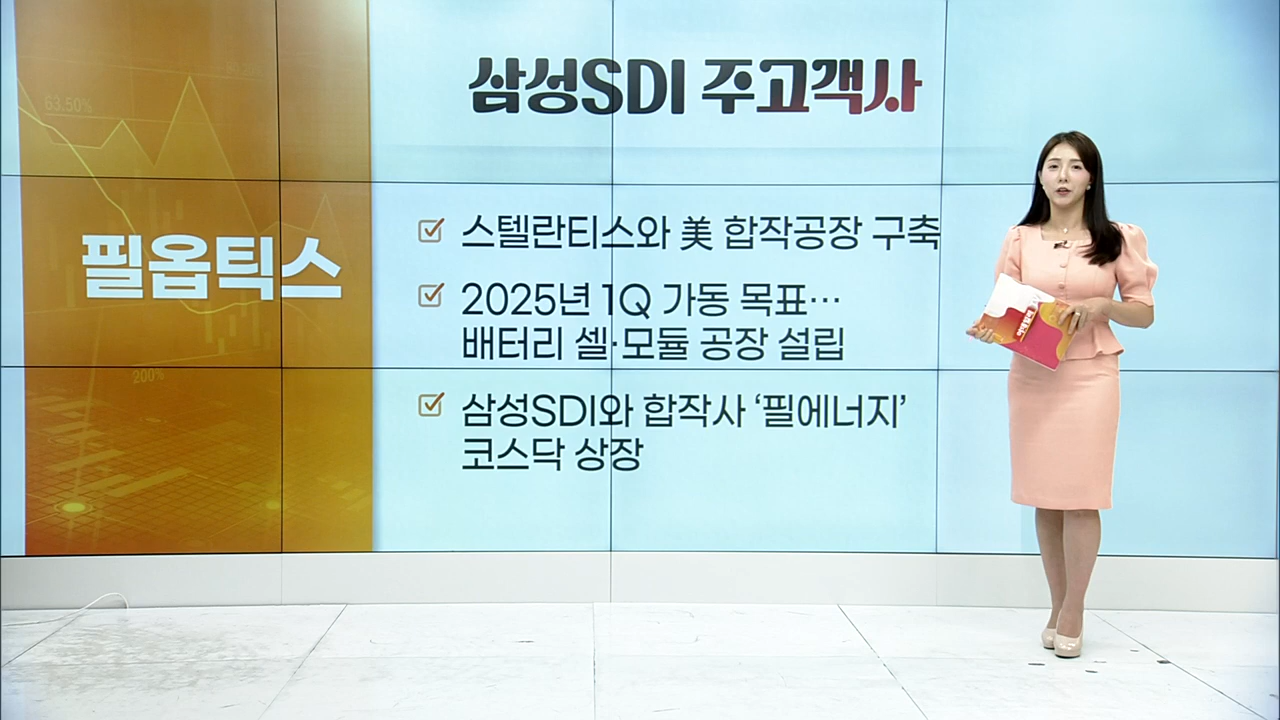 삼성SDI 주고객사
63.50%
필옵틱스
스텔란티스와 美 합작공장 구축
2025년 1Q 가동 목표…
배터리 셀·모듈 공장 설립
200%
삼성SDI와 합작사 ‘필에너지’
코스닥 상장